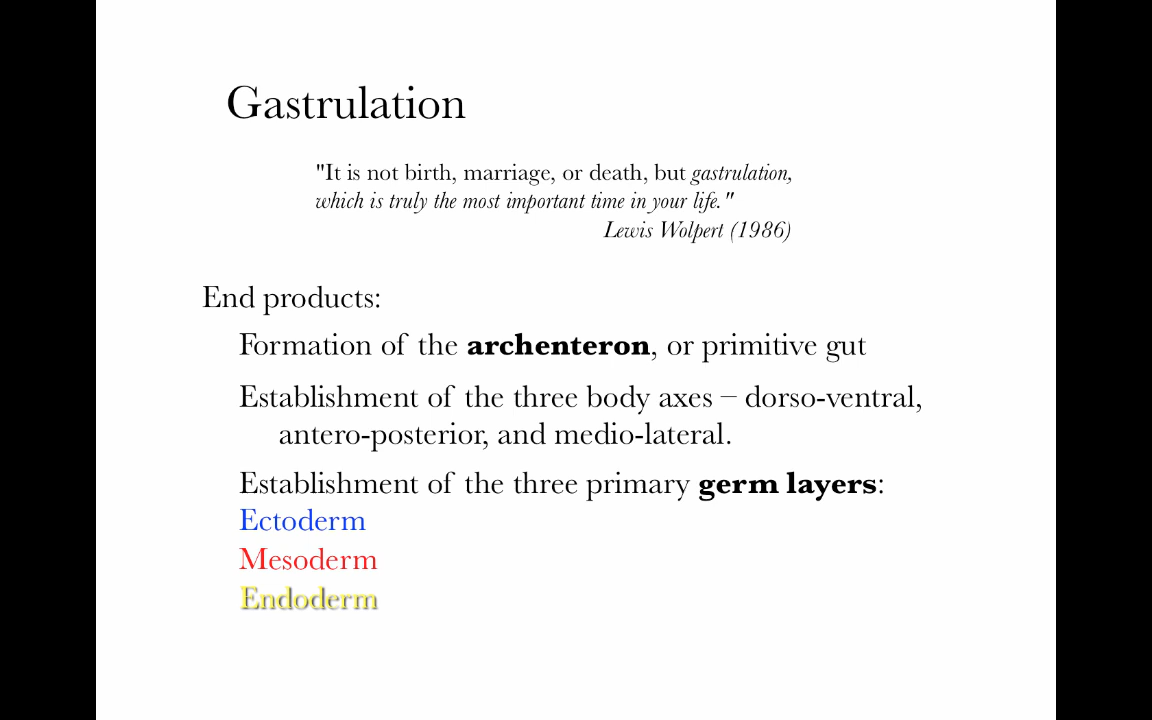 Gastrulation
"It is not birth, marriage, or death, but gastrulation,
which is truly the most important time in your life."
Lewis Wolpert (1986)
End products:
Formation of the archenteron, or primitive gut
Establishment of the three body axes – dorso-ventral,
antero-posterior, and medio-lateral.
Establishment of the three primary germ layers:
Ectoderm
Mesoderm
Endoderm